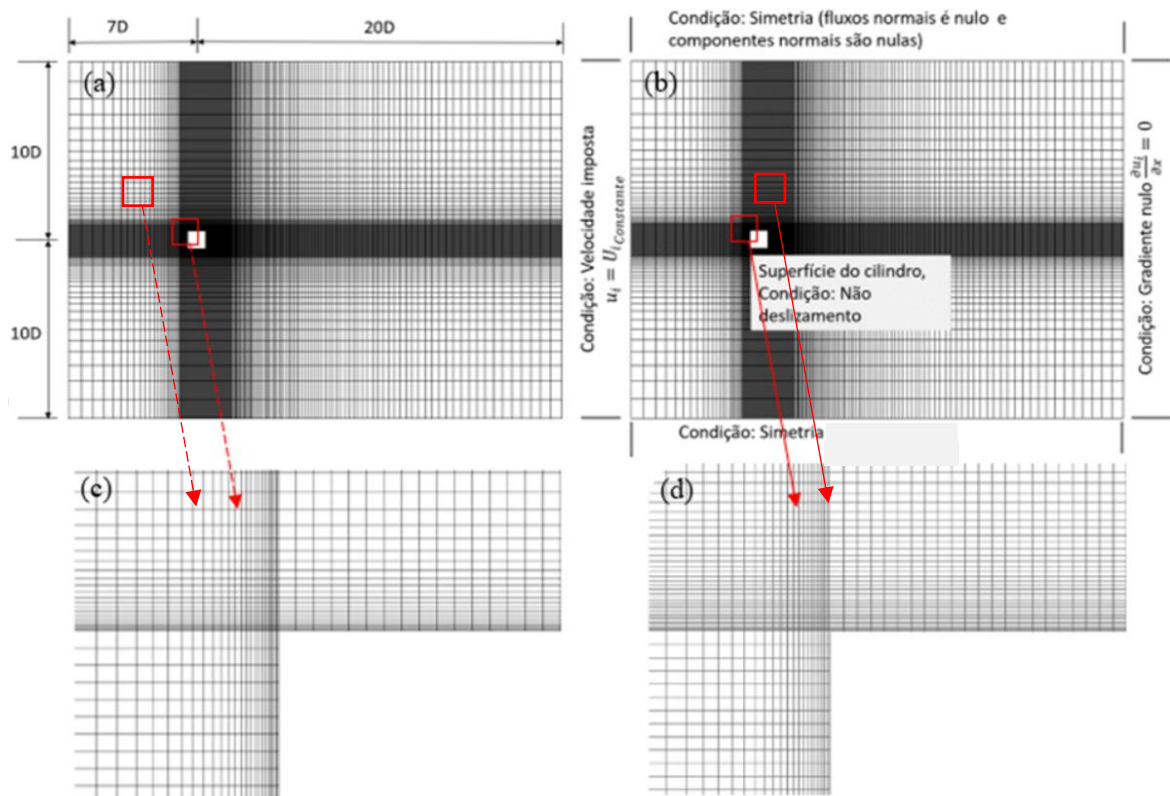 7D
20D
Condição: Simetria (fluxos normais é nulo e
componentes normais são nulas)
(a)
(b)
10D
10D
Condição: Velocidade imposta
u_i = U_{i Constante}
Superfície do cilindro,
Condição: Não
deslizamento
Condição: Gradiente nulo ∂u_i/∂x = 0
Condição: Simetria
(c)
(d)